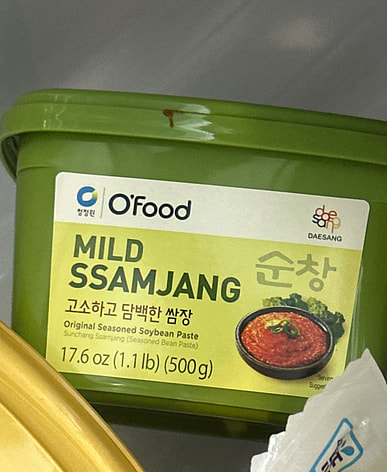 청정원
O'Food
daesang
DAESANG
MILD
SSAMJANG
순창
고소하고 담백한 쌈장
Original Seasoned Soybean Paste
Sunchang Ssamjang (Seasoned Bean Paste)
17.6 oz (1.1 lb) (500g)